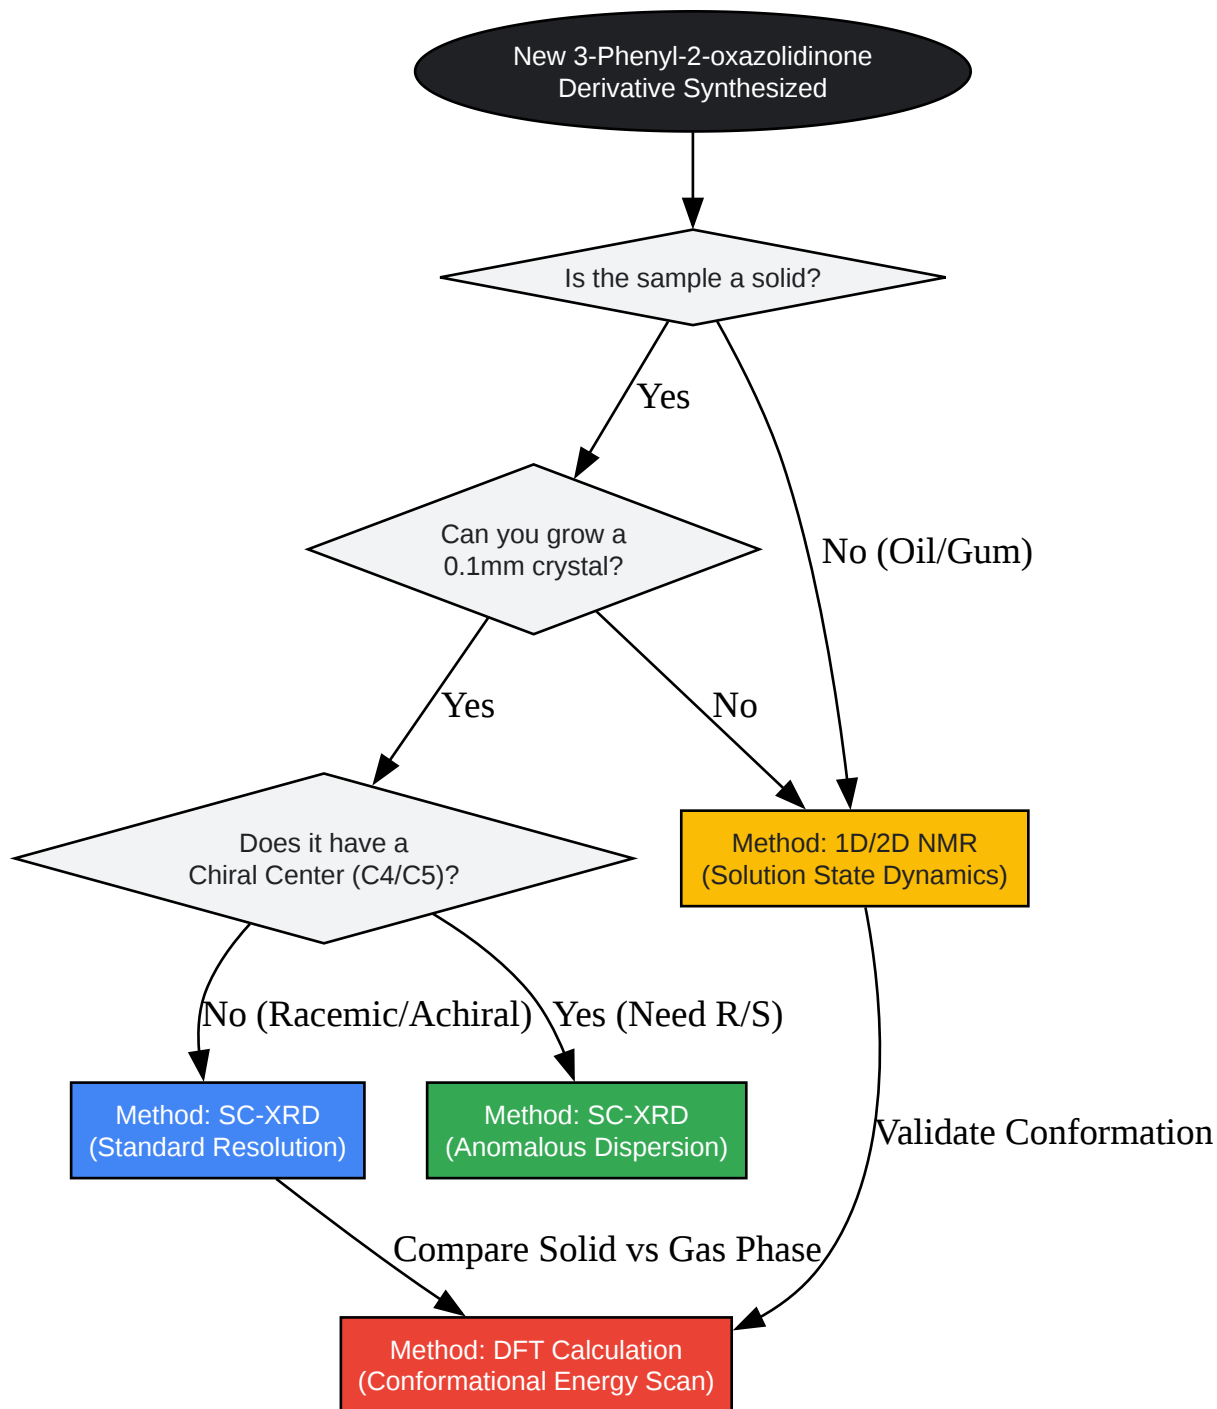 New 3-Phenyl-2-oxazolidinone
Derivative Synthesized
Is the sample a solid?
Yes
Can you grow a
0.1mm crystal?
No (Oil/Gum)
Yes
No
Does it have a
Chiral Center (C4/C5)?
Method: 1D/2D NMR
(Solution State Dynamics)
No (Racemic/Achiral)
Yes (Need R/S)
Method: SC-XRD
(Standard Resolution)
Method: SC-XRD
(Anomalous Dispersion)
Validate Conformation
Compare Solid vs Gas Phase
Method: DFT Calculation
(Conformational Energy Scan)